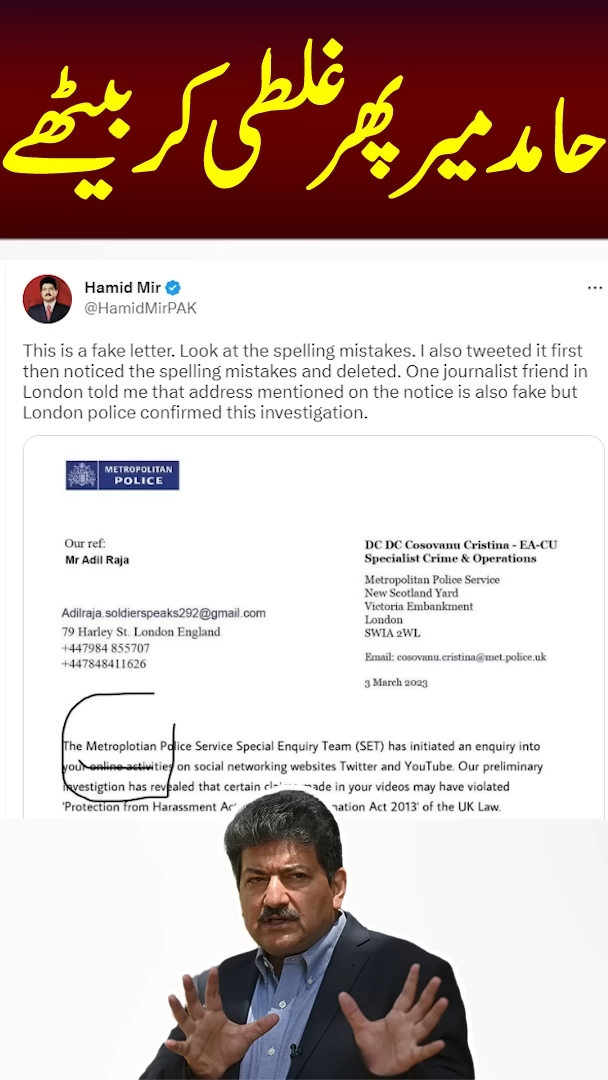 حامد میر پھر غلطی کر بیٹھے
Hamid Mir
@HamidMirPAK
This is a fake letter. Look at the spelling mistakes. I also tweeted it first
then noticed the spelling mistakes and deleted. One journalist friend in
London told me that address mentioned on the notice is also fake but
London police confirmed this investigation.
METROPOLITAN
POLICE
Our ref:
Mr Adil Raja
DC DC Cosovanu Cristina - EA-CU
Specialist Crime & Operations
Metropolitan Police Service
New Scotland Yard
Victoria Embankment
London
SWIA 2WL
Email: cosovanu.cristina@met.police.uk
3 March 2023
Adilraja.soldierspeaks292@gmail.com
79 Harley St. London England
+447984 855707
+447848411626
The Metroplotian Police Service Special Enquiry Team (SET) has initiated an enquiry into
your online activities on social networking websites Twitter and YouTube. Our preliminary
investigtion has revealed that certain made in your videos may have violated
'Protection from Harassment Act 2013' of the UK Law.